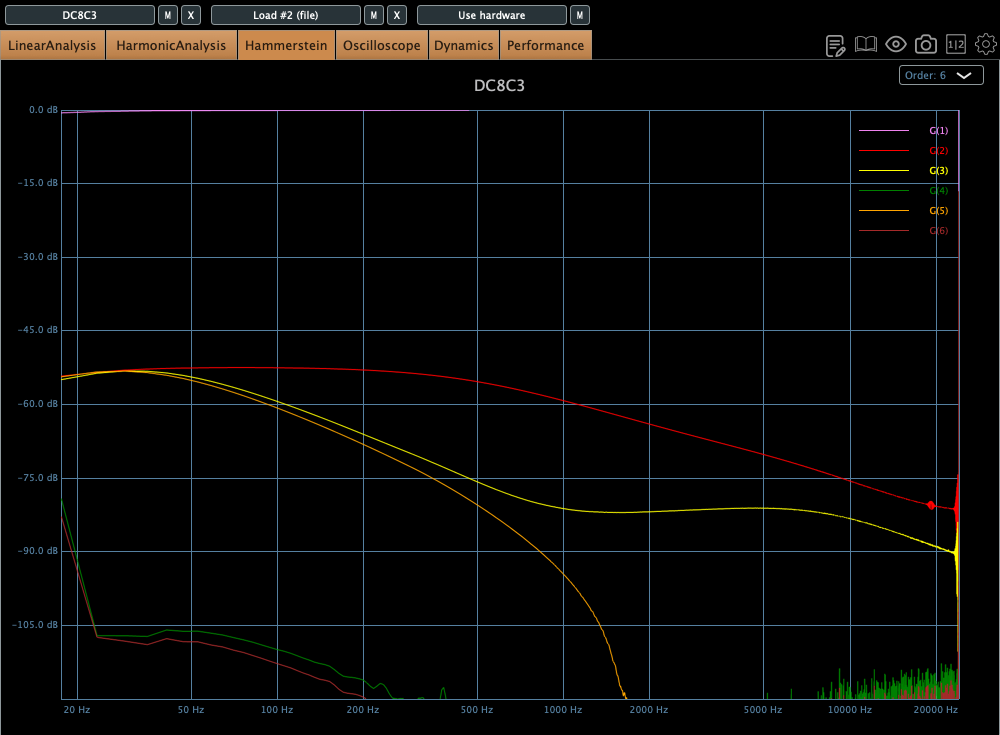 DC8C3 M X Load #2 (file) M X Use hardware M
LinearAnalysis HarmonicAnalysis Hammerstein Oscilloscope Dynamics Performance 1|2
DC8C3
Order: 6
0.0 dB
G(1)
G(2)
G(3)
-15.0 dB
G(4)
G(5)
G(6)
-30.0 dB
-45.0 dB
-60.0 dB
-75.0 dB
-90.0 dB
-105.0 dB
20 Hz 50 Hz 100 Hz 200 Hz 500 Hz 1000 Hz 2000 Hz 5000 Hz 10000 Hz 20000 Hz